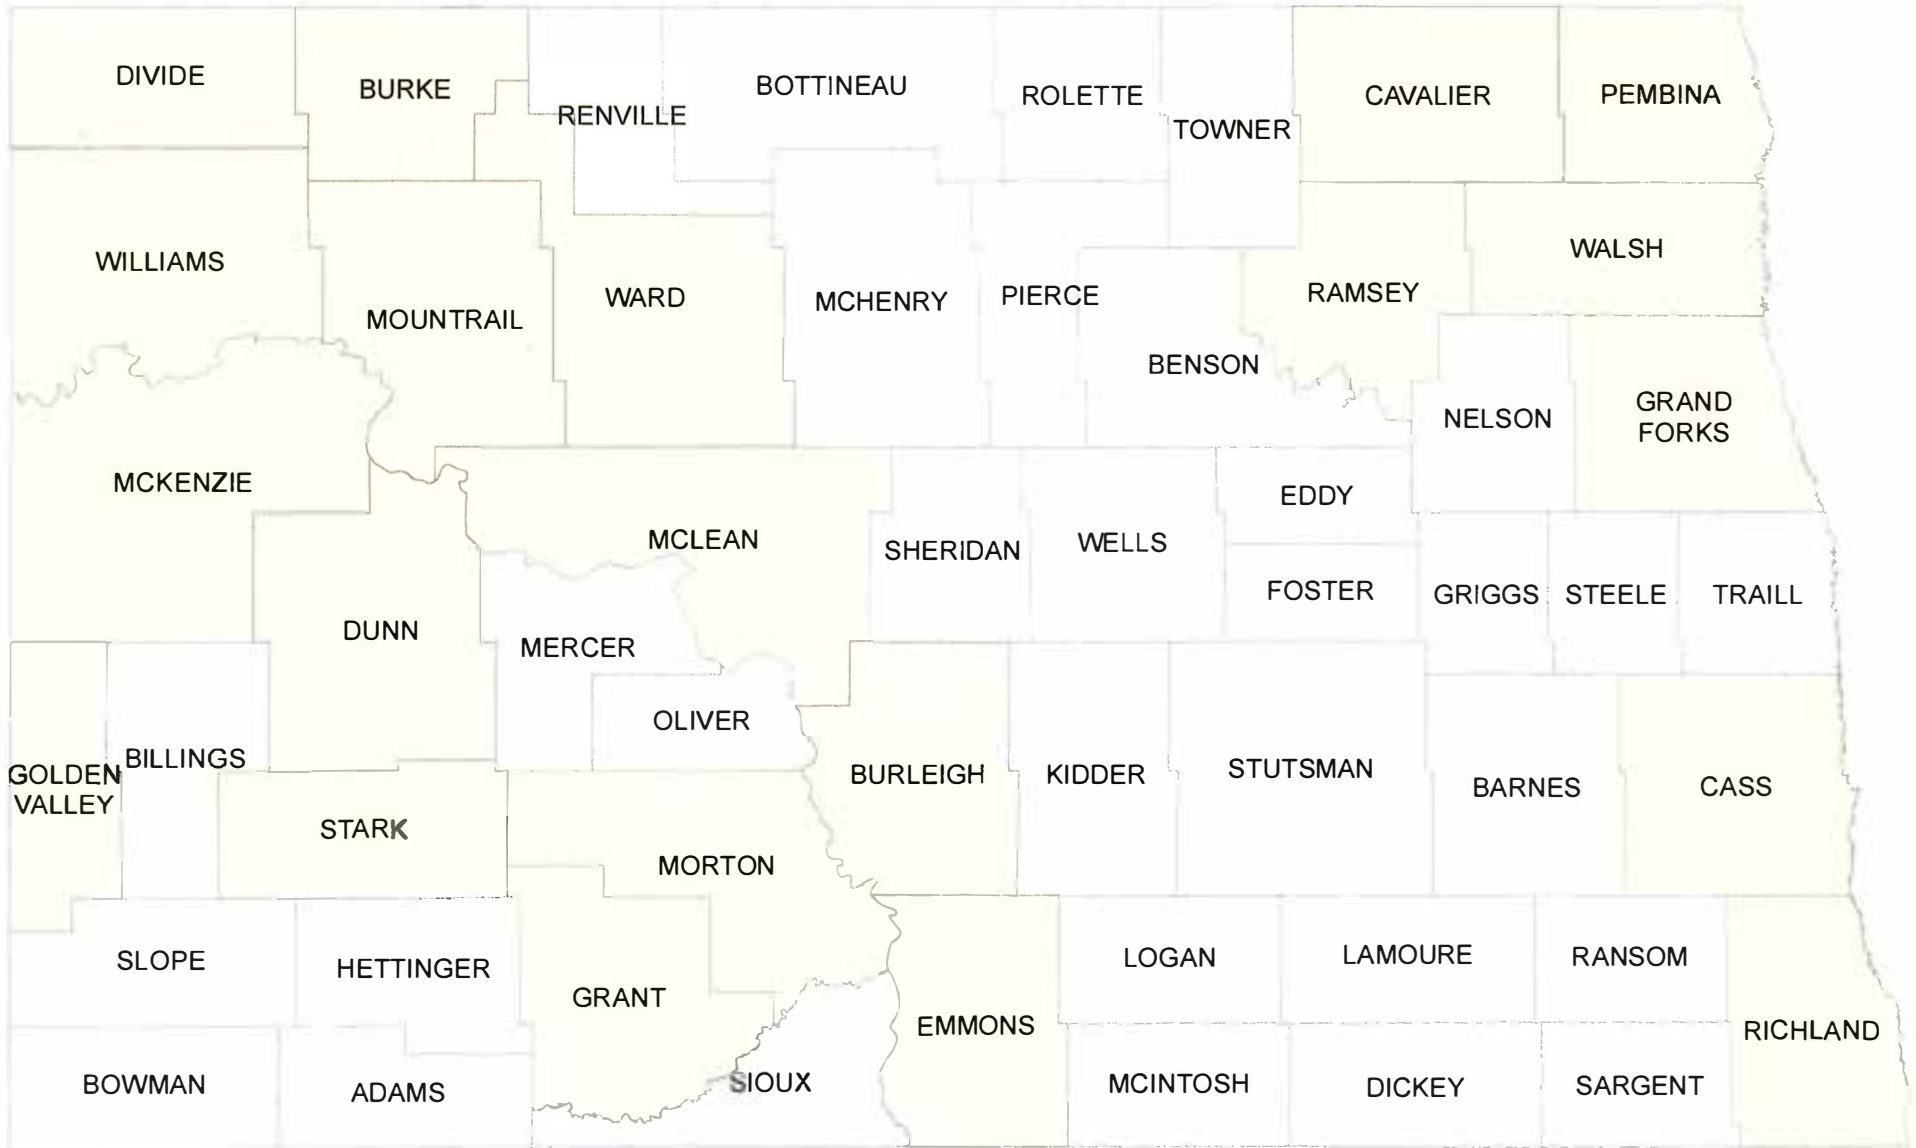 DIVIDE
BURKE
RENVILLE
BOTTINEAU
ROLETTE
TOWNER
CAVALIER
PEMBINA
WILLIAMS
MOUNTRAIL
WARD
MCHENRY
PIERCE
BENSON
RAMSEY
WALSH
NELSON
GRAND
FORKS
MCKENZIE
DUNN
MCLEAN
MERCER
OLIVER
SHERIDAN
WELLS
EDDY
FOSTER
GRIGGS
STEELE
TRAILL
GOLDEN
VALLEY
BILLINGS
STARK
MORTON
BURLEIGH
KIDDER
STUTSMAN
BARNES
CASS
SLOPE
HETTINGER
GRANT
EMMONS
LOGAN
LAMOURE
RANSOM
RICHLAND
BOWMAN
ADAMS
SIOUX
MCINTOSH
DICKEY
SARGENT